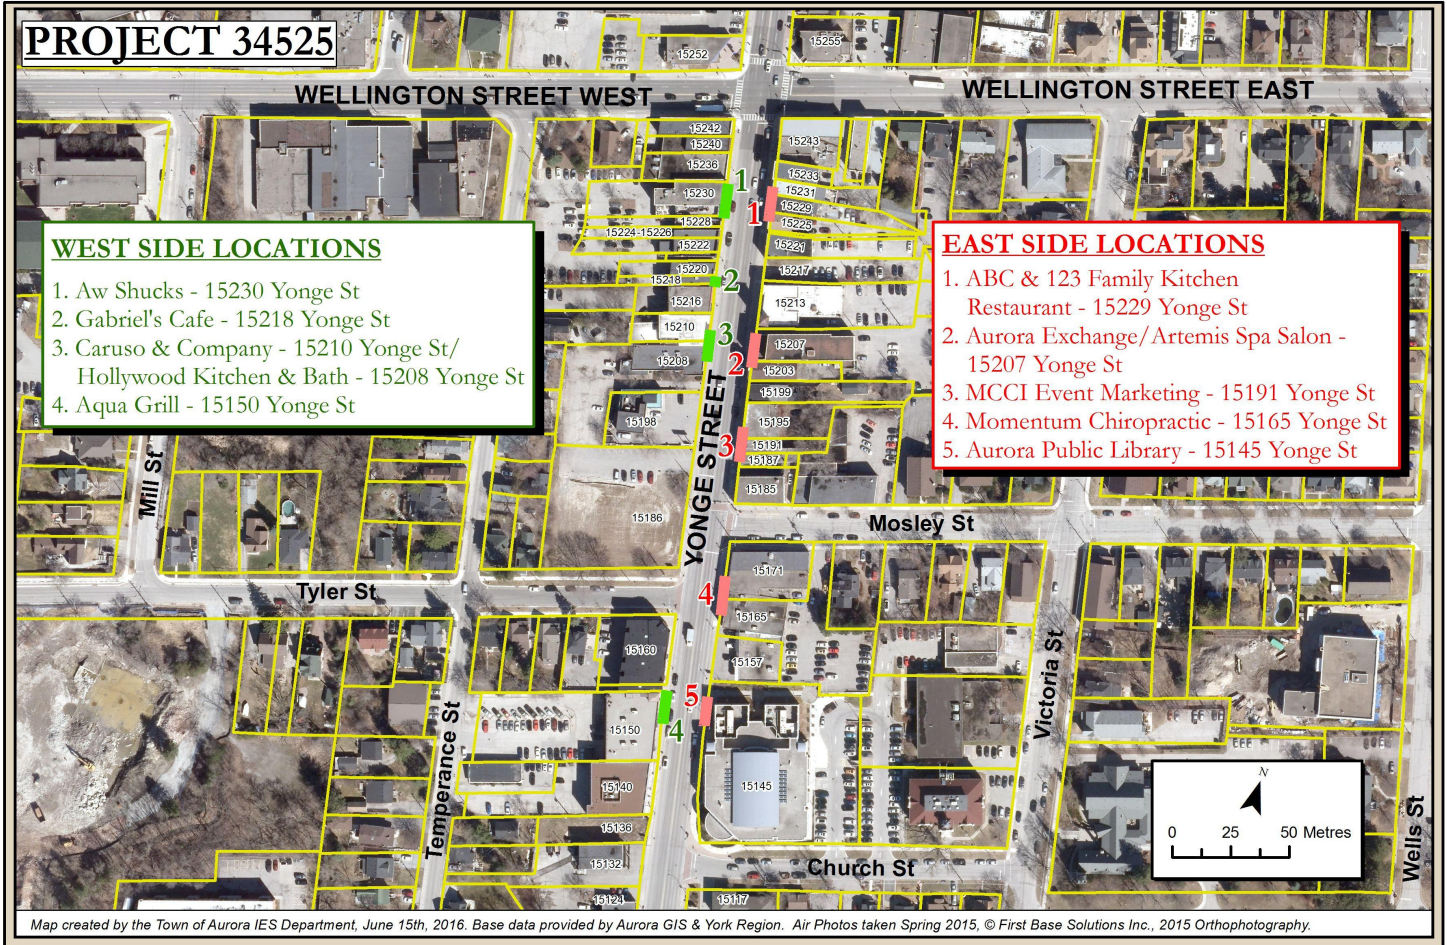 PROJECT 34525
15252
15255
WELLINGTON STREET WEST
WELLINGTON STREET EAST
15242
15240
15236
15230
15228
15224-15226
15222
15220
15218
15216
15210
15208
15198
15186
15243
15233
15231
15229
15225
15221
15217
15213
15207
15203
15199
15195
15191
15187
15185
1
1
2
3
2
3
4
5
4
WEST SIDE LOCATIONS
1. Aw Shucks - 15230 Yonge St
2. Gabriel's Cafe - 15218 Yonge St
3. Caruso & Company - 15210 Yonge St/
Hollywood Kitchen & Bath - 15208 Yonge St
4. Aqua Grill - 15150 Yonge St
EAST SIDE LOCATIONS
1. ABC & 123 Family Kitchen
Restaurant - 15229 Yonge St
2. Aurora Exchange/Artemis Spa Salon -
15207 Yonge St
3. MCCI Event Marketing - 15191 Yonge St
4. Momentum Chiropractic - 15165 Yonge St
5. Aurora Public Library - 15145 Yonge St
YONGE STREET
Mill St
Mosley St
Tyler St
15171
15165
15157
15160
15150
15145
15140
15136
15132
15124
15117
Temperance St
Victoria St
Church St
Wells St
N
0 25 50 Metres
Map created by the Town of Aurora IES Department, June 15th, 2016. Base data provided by Aurora GIS & York Region. Air Photos taken Spring 2015, © First Base Solutions Inc., 2015 Orthophotography.